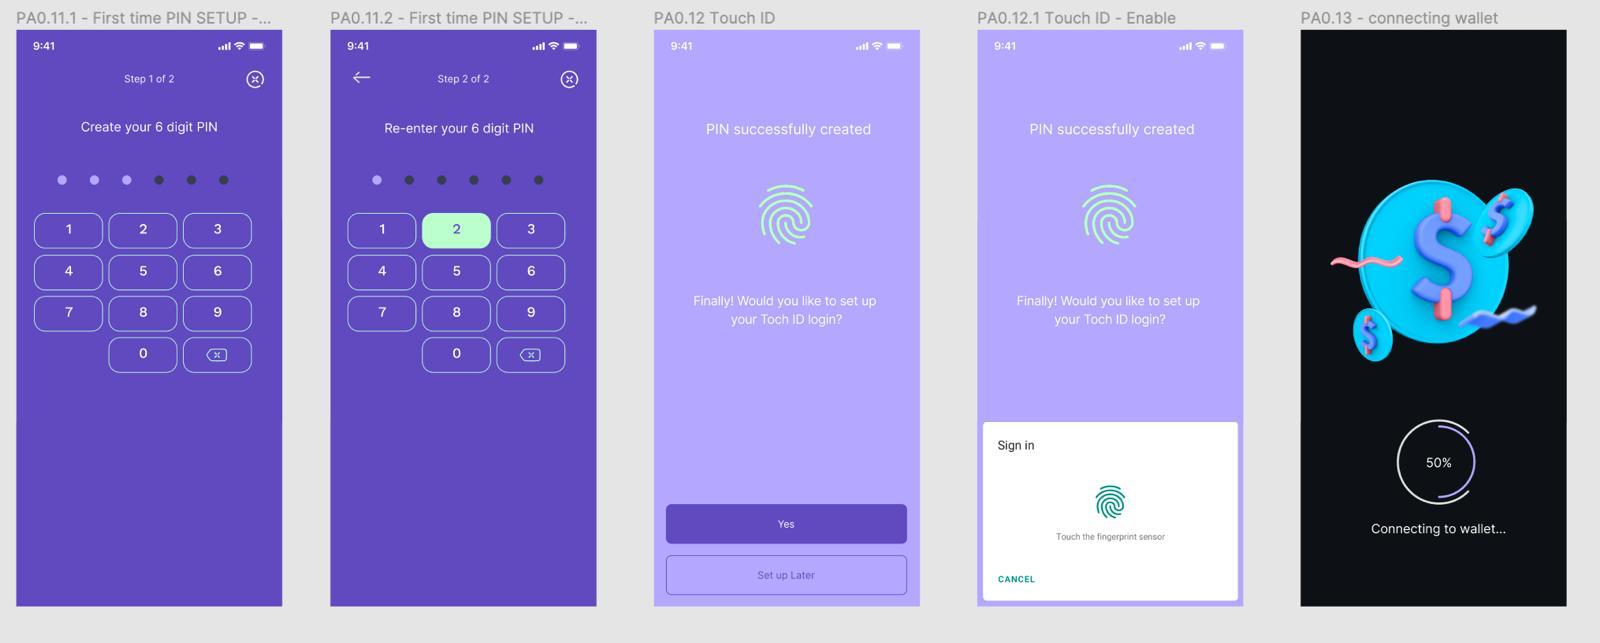 PA0.11.1 - First time PIN SETUP -...
9:41
Step 1 of 2
Create your 6 digit PIN
1 2 3
4 5 6
7 8 9
0
PA0.11.2 - First time PIN SETUP -...
9:41
Step 2 of 2
Re-enter your 6 digit PIN
1 2 3
4 5 6
7 8 9
0
PA0.12 Touch ID
9:41
PIN successfully created
Finally! Would you like to set up
your Toch ID login?
Yes
Set up Later
PA0.12.1 Touch ID - Enable
9:41
PIN successfully created
Finally! Would you like to set up
your Toch ID login?
Sign in
Touch the fingerprint sensor
CANCEL
PA0.13 - connecting wallet
$
$
$
50%
Connecting to wallet...